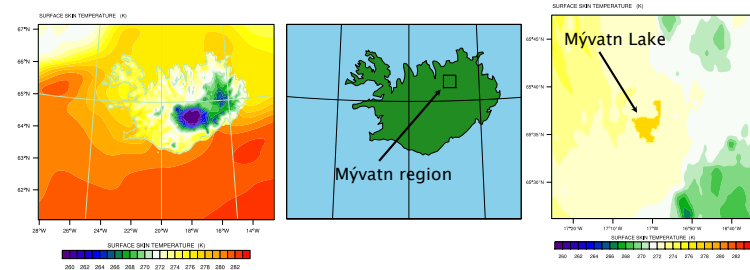 SURFACE SKIN TEMPERATURE (K)
67°N
66°N
65°N
64°N
63°N
62°N
28°W 26°W 24°W 22°W 20°W 18°W 16°W 14°W
SURFACE SKIN TEMPERATURE (K)
260 262 264 266 268 270 272 274 276 278 280 282
Mývatn region
SURFACE SKIN TEMPERATURE (K)
Mývatn Lake
65°45'N
65°40'N
65°35'N
65°30'N
17°20'W 17°10'W 17°W 16°50'W 16°40'W
SURFACE SKIN TEMPERATURE (K)
260 262 264 266 268 270 272 274 276 278 280 282